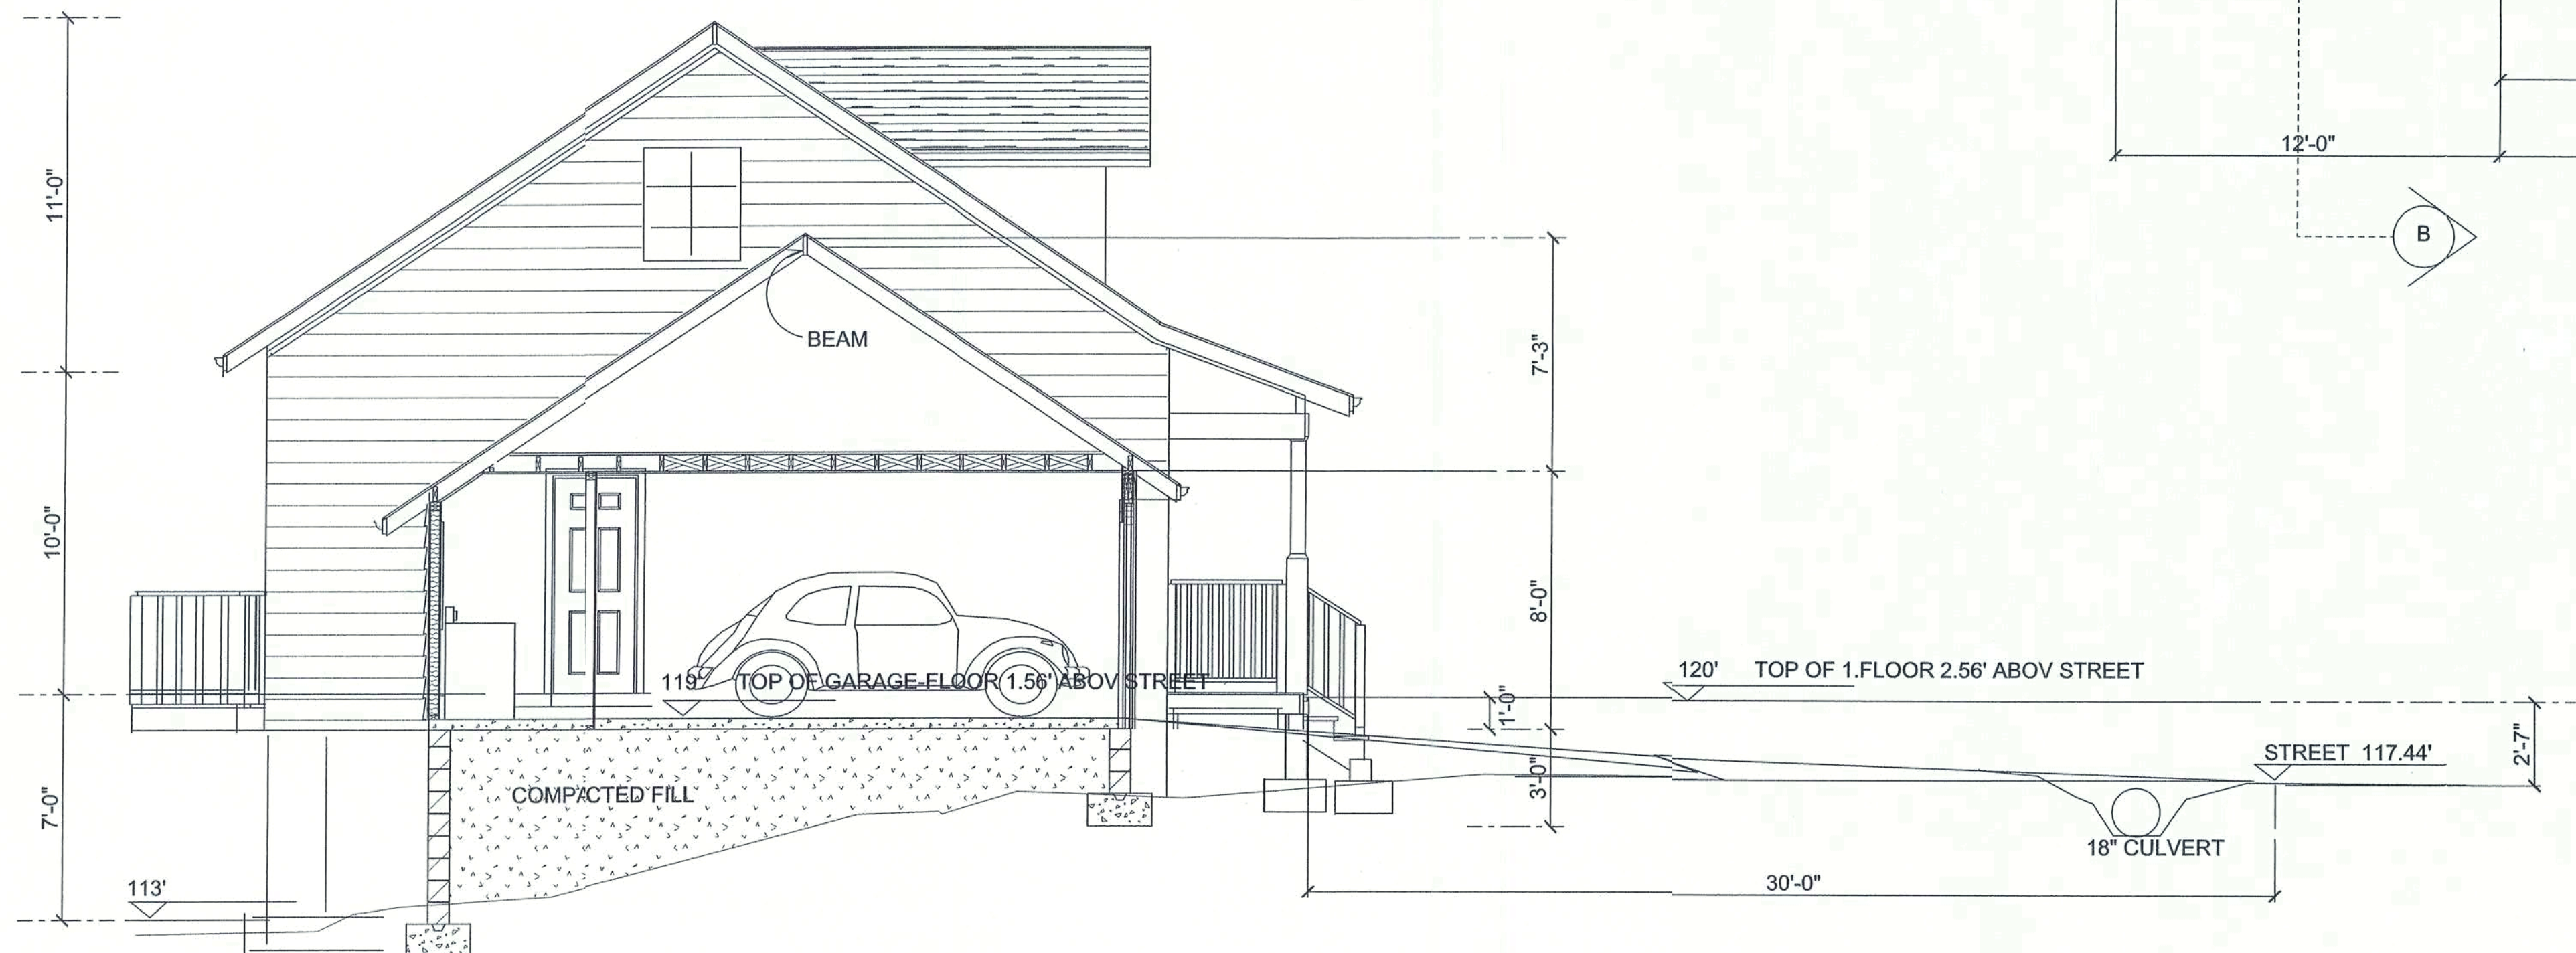 12'-0"
11'-0"
B
BEAM
7'-3"
10'-0"
8'-0"
119' TOP OF GARAGE-FLOOR 1.56' ABOV STREET
120' TOP OF 1.FLOOR 2.56' ABOV STREET
1'-0"
STREET 117.44'
2'-7"
COMPACTED FILL
3'-0"
7'-0"
18" CULVERT
113'
30'-0"